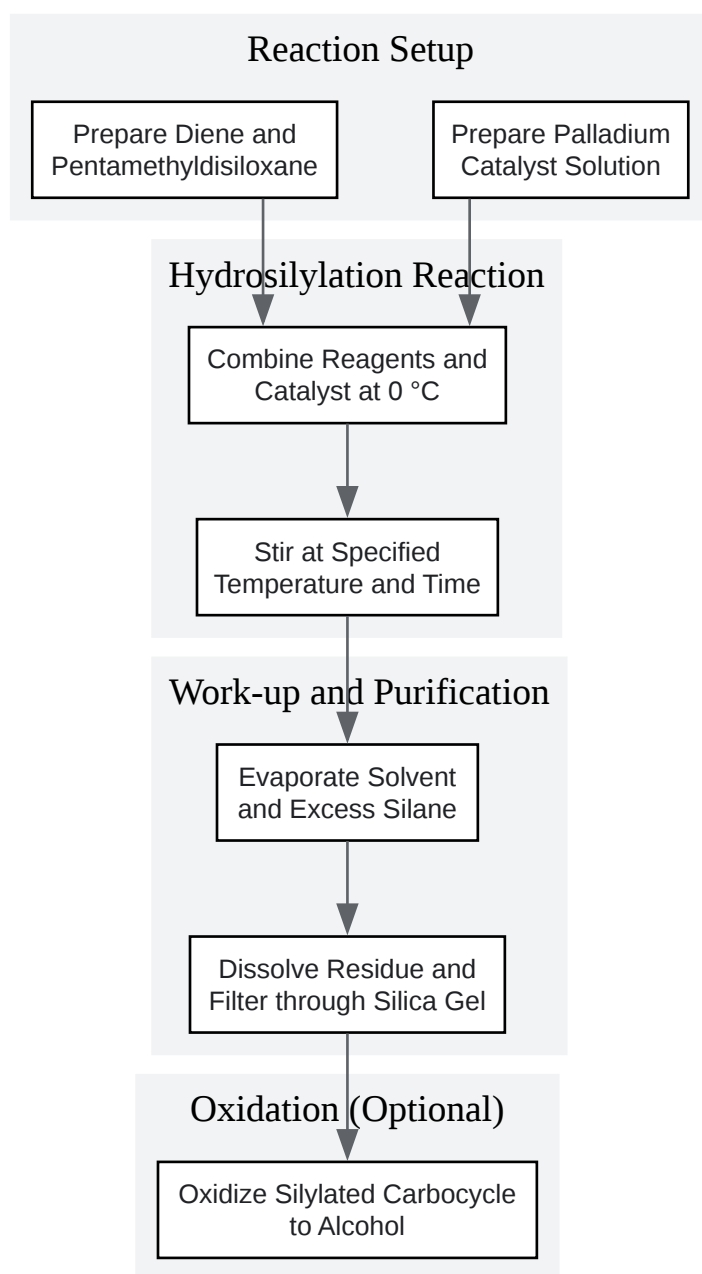 Reaction Setup
Prepare Diene and
Pentamethyldisiloxane
Prepare Palladium
Catalyst Solution
Hydrosilylation Reaction
Combine Reagents and
Catalyst at 0 °C
Stir at Specified
Temperature and Time
Work-up and Purification
Evaporate Solvent
and Excess Silane
Dissolve Residue and
Filter through Silica Gel
Oxidation (Optional)
Oxidize Silylated Carbocycle
to Alcohol